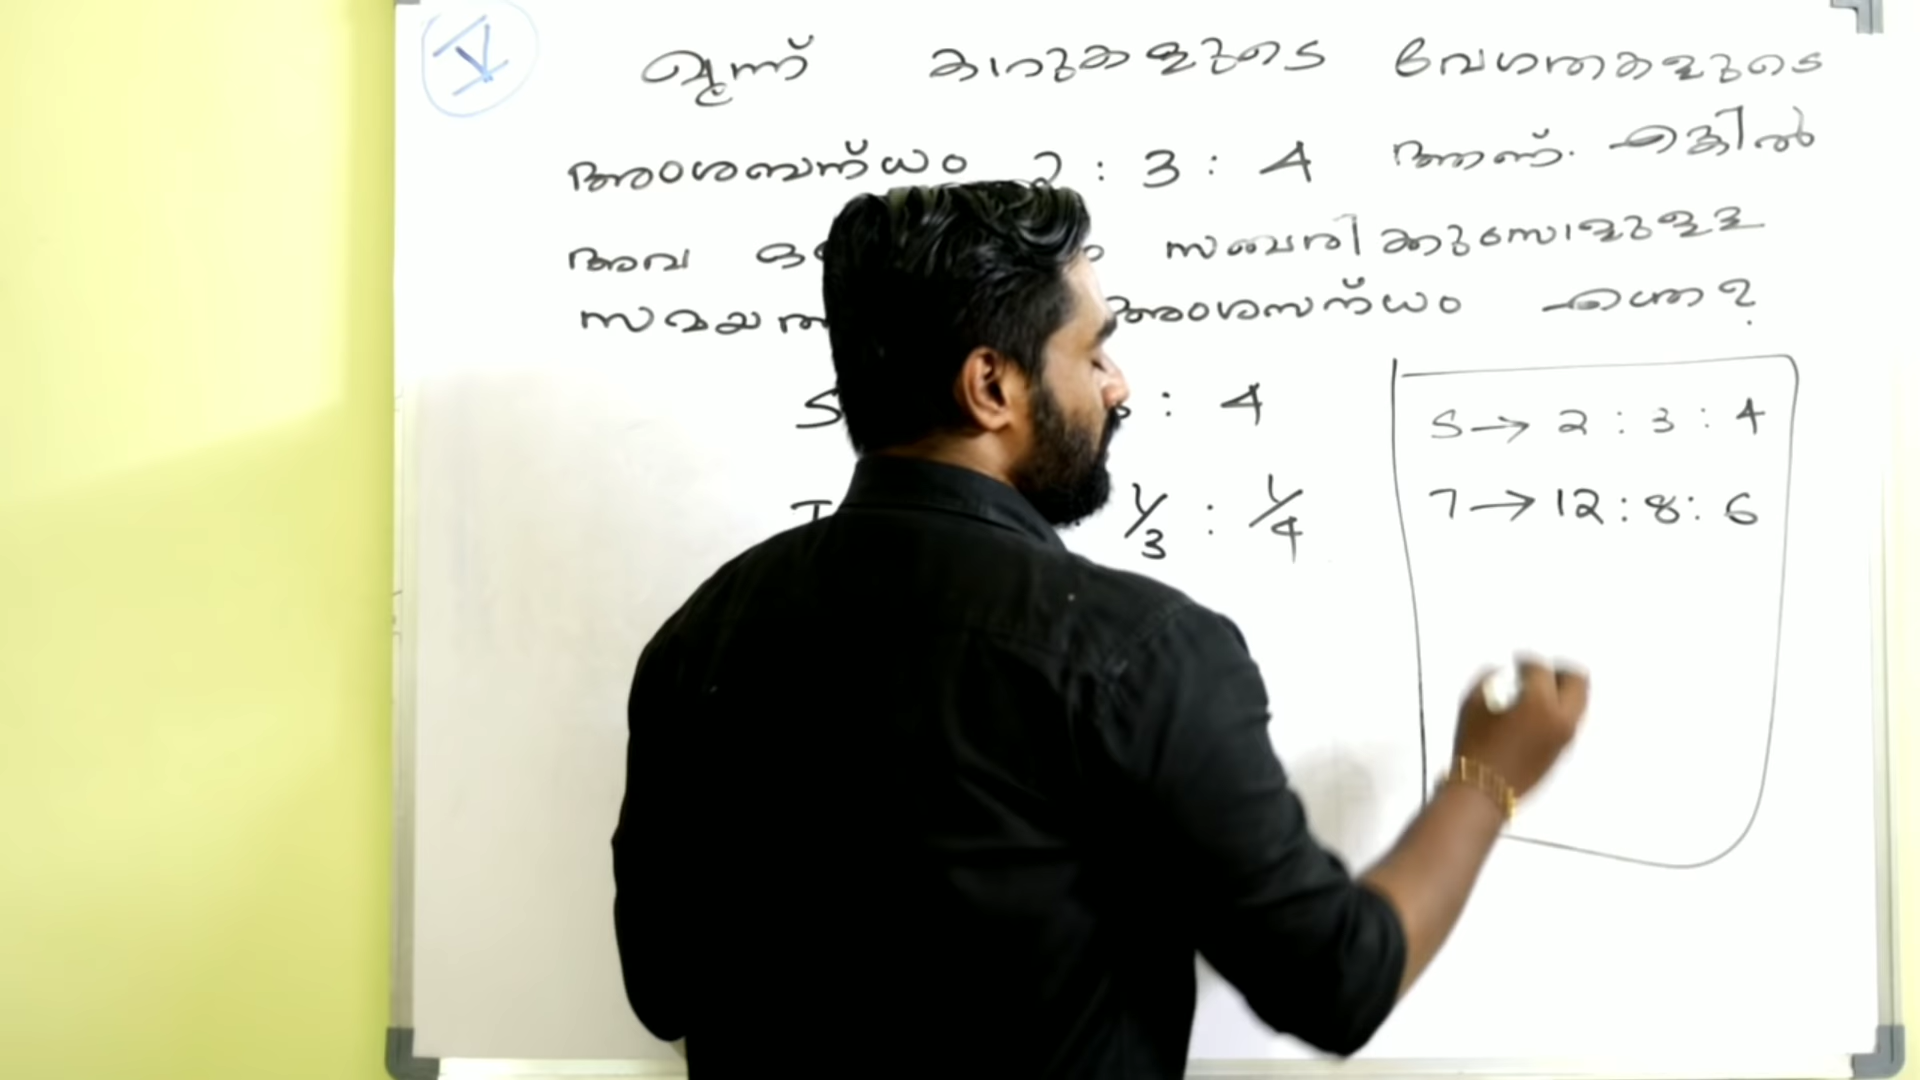 V
മൂന്ന് കാറുകളുടെ വേഗതകളുടെ
അംശബന്ധം 2 : 3 : 4 ആണ്. എങ്കിൽ
അവ സഞ്ചരിക്കുമ്പോളുള്ള
അംശബന്ധം എത്ര?
S : 4
T 1/3 : 1/4
S → 2 : 3 : 4
T → 12 : 8 : 6